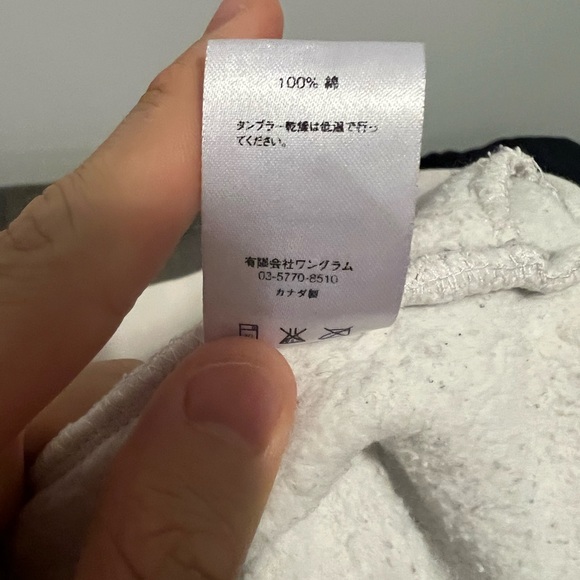 100% 綿
タンブラー乾燥は低温で行っ
てください。
有限会社ワングラム
03-5770-8510
カナダ製